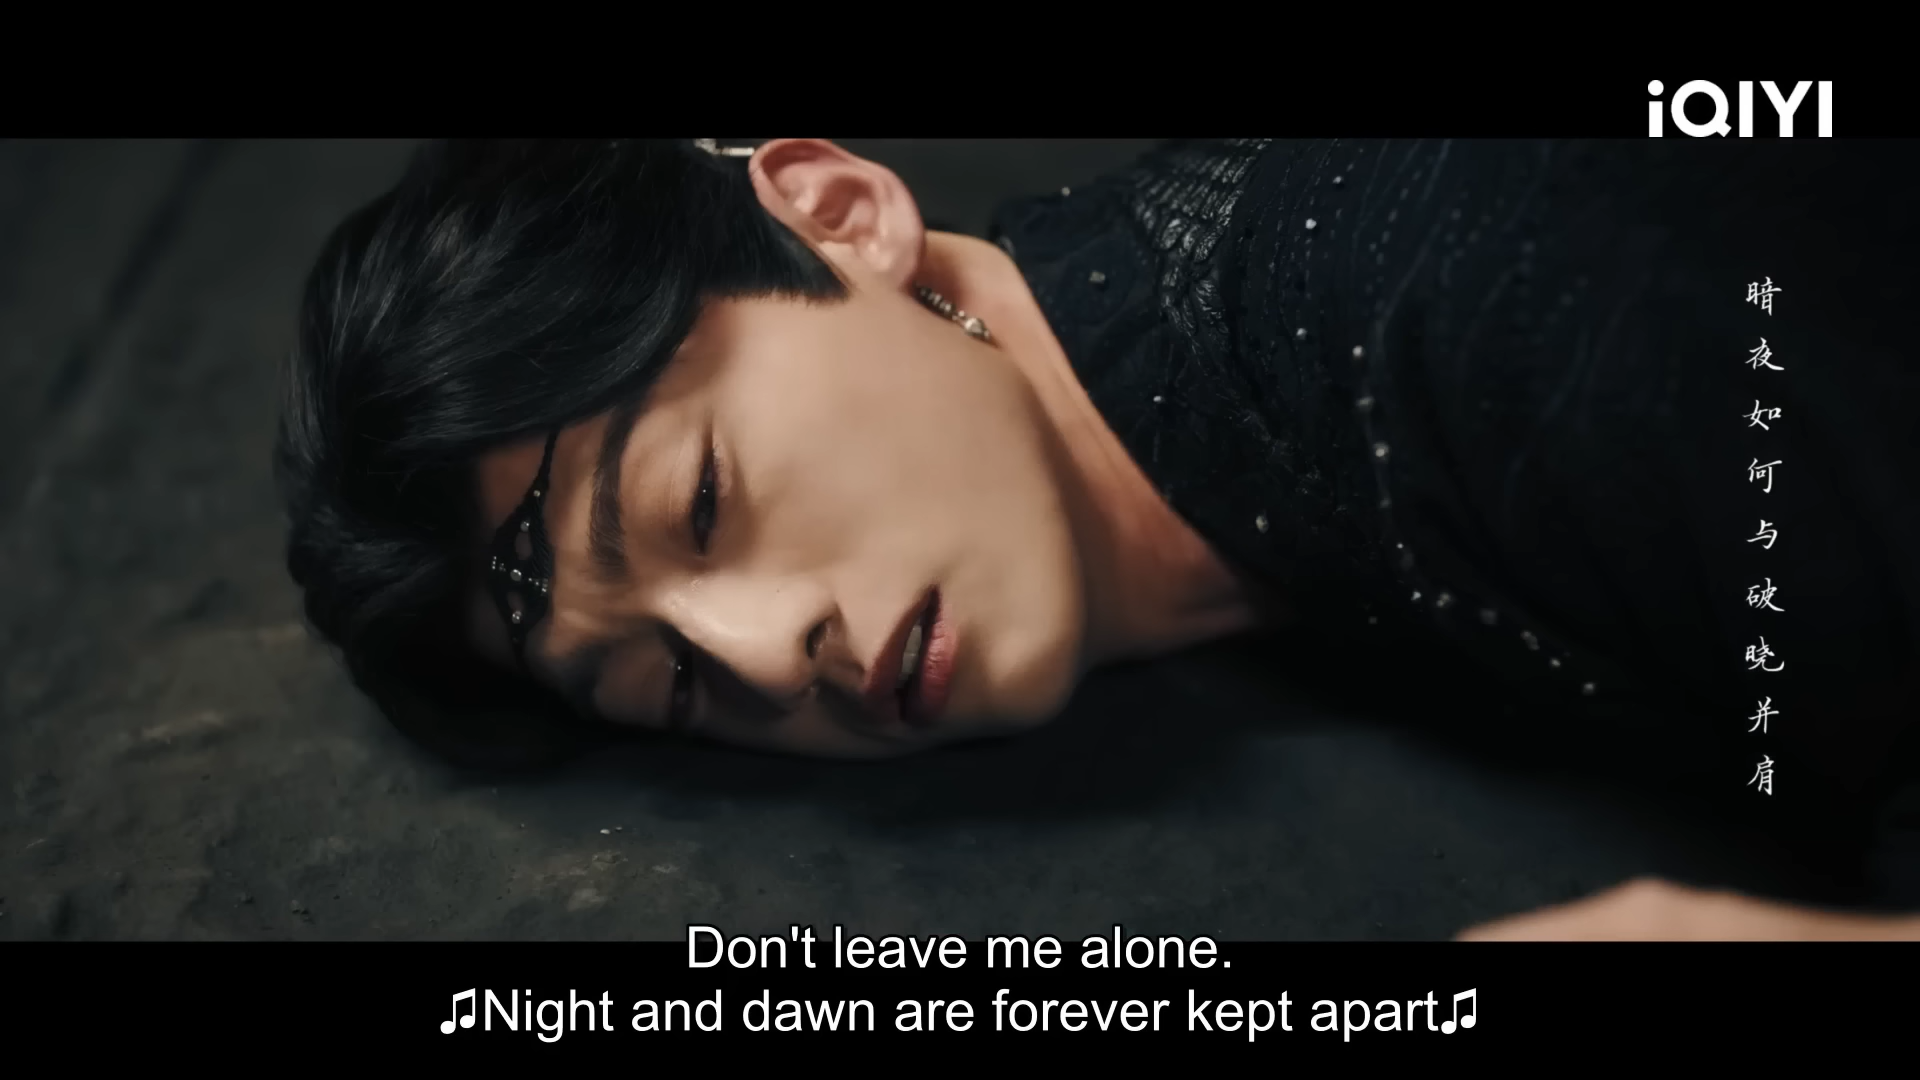 iQIYI
暗夜如何与破晓并肩
Don't leave me alone.
♫Night and dawn are forever kept apart♫